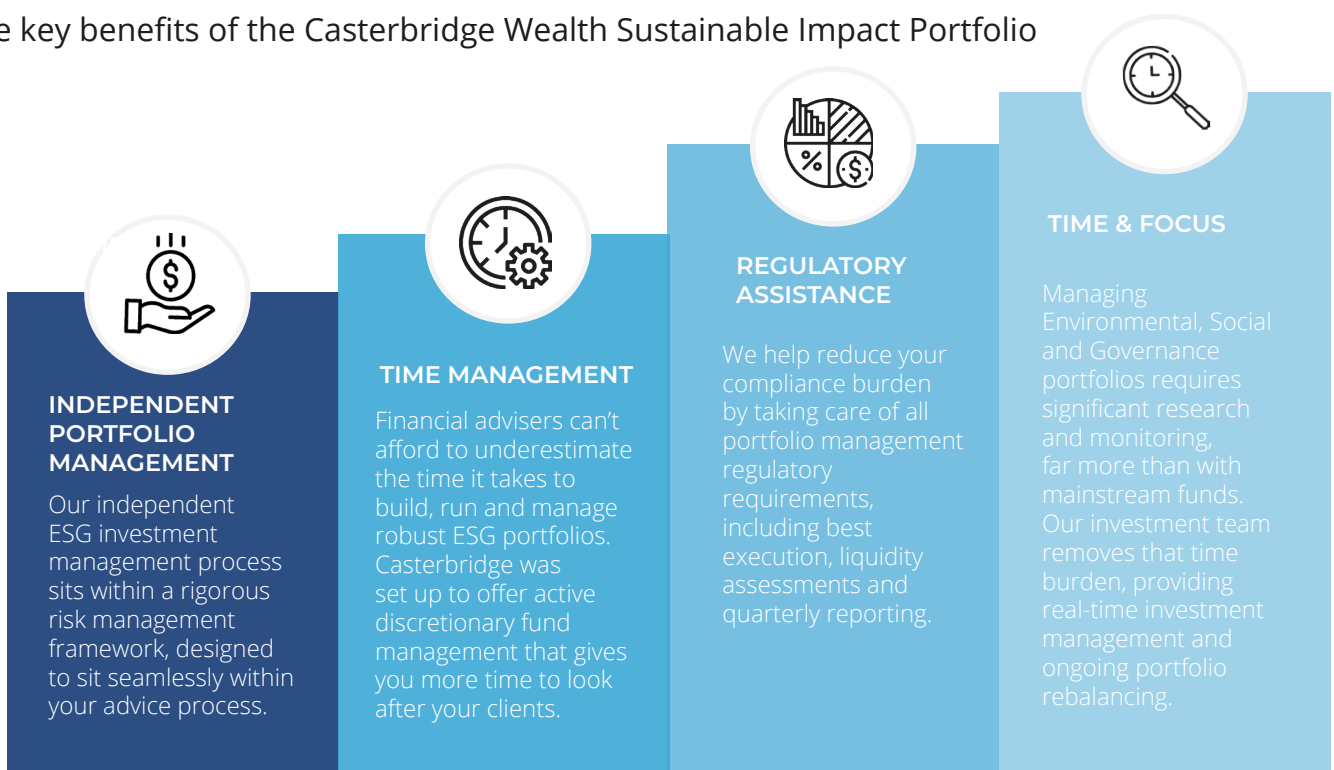 e key benefits of the Casterbridge Wealth Sustainable Impact Portfolio
INDEPENDENT
PORTFOLIO
MANAGEMENT
Our independent
ESG investment
management process
sits within a rigorous
risk management
framework, designed
to sit seamlessly within
your advice process.
TIME MANAGEMENT
Financial advisers can’t
afford to underestimate
the time it takes to
build, run and manage
robust ESG portfolios.
Casterbridge was
set up to offer active
discretionary fund
management that gives
you more time to look
after your clients.
REGULATORY
ASSISTANCE
We help reduce your
compliance burden
by taking care of all
portfolio management
regulatory
requirements,
including best
execution, liquidity
assessments and
quarterly reporting.
TIME & FOCUS
Managing
Environmental, Social
and Governance
portfolios requires
significant research
and monitoring,
far more than with
mainstream funds.
Our investment team
removes that time
burden, providing
real-time investment
management and
ongoing portfolio
rebalancing.